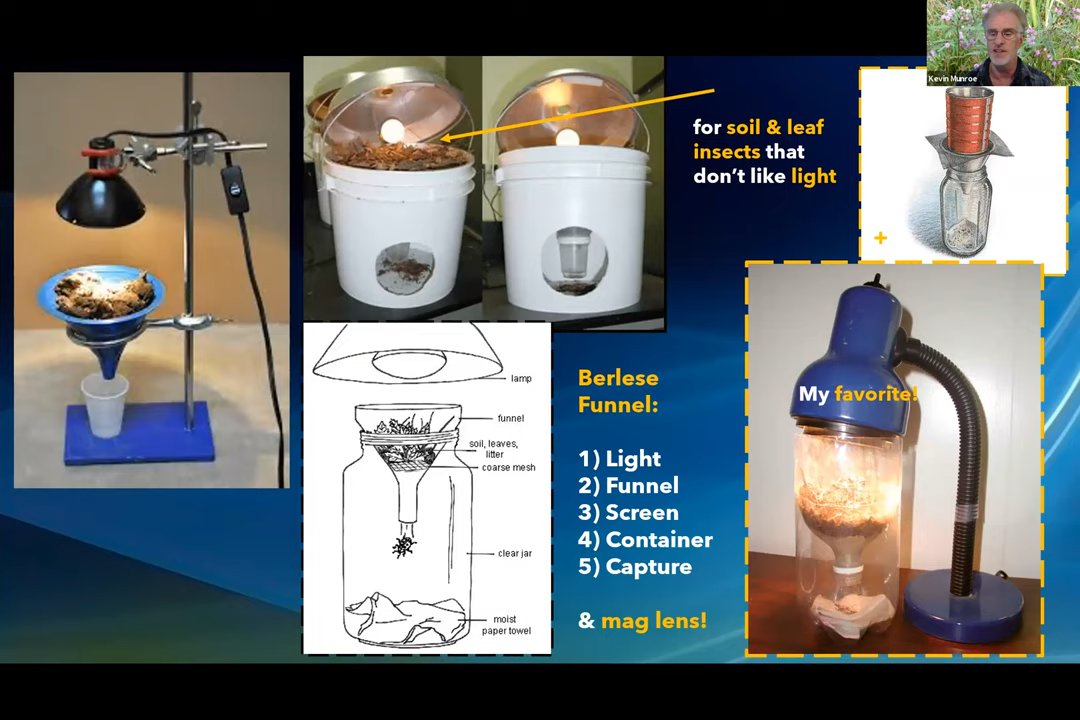 Kevin Munroe
for soil & leaf
insects that
don't like light
+
lamp
funnel
soil, leaves,
litter
coarse mesh
clear jar
moist
paper towel
Berlese
Funnel:
1) Light
2) Funnel
3) Screen
4) Container
5) Capture
& mag lens!
My favorite!